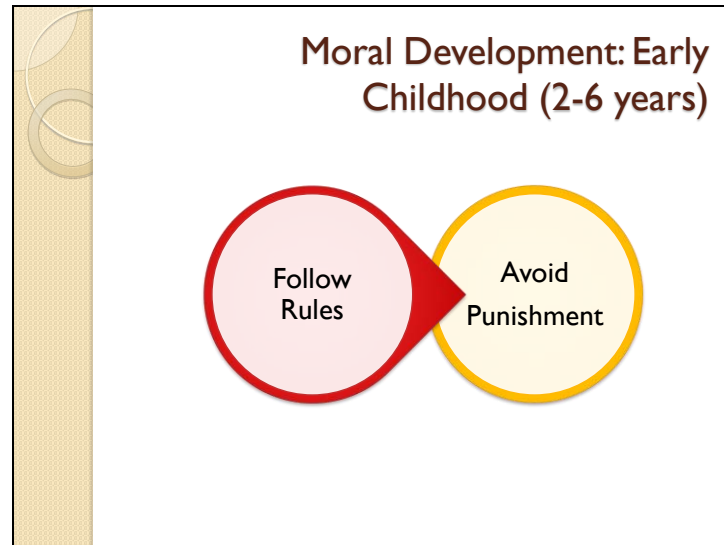 Moral Development: Early
Childhood (2-6 years)
Follow
Rules
Avoid
Punishment